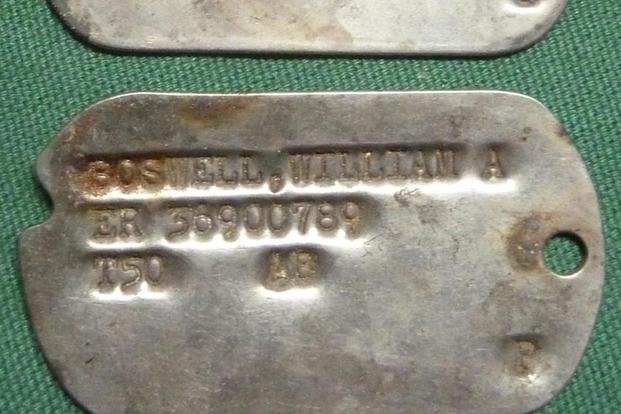 BOSWELL, WILLIAM A
ER 36900789
T50 AB
P